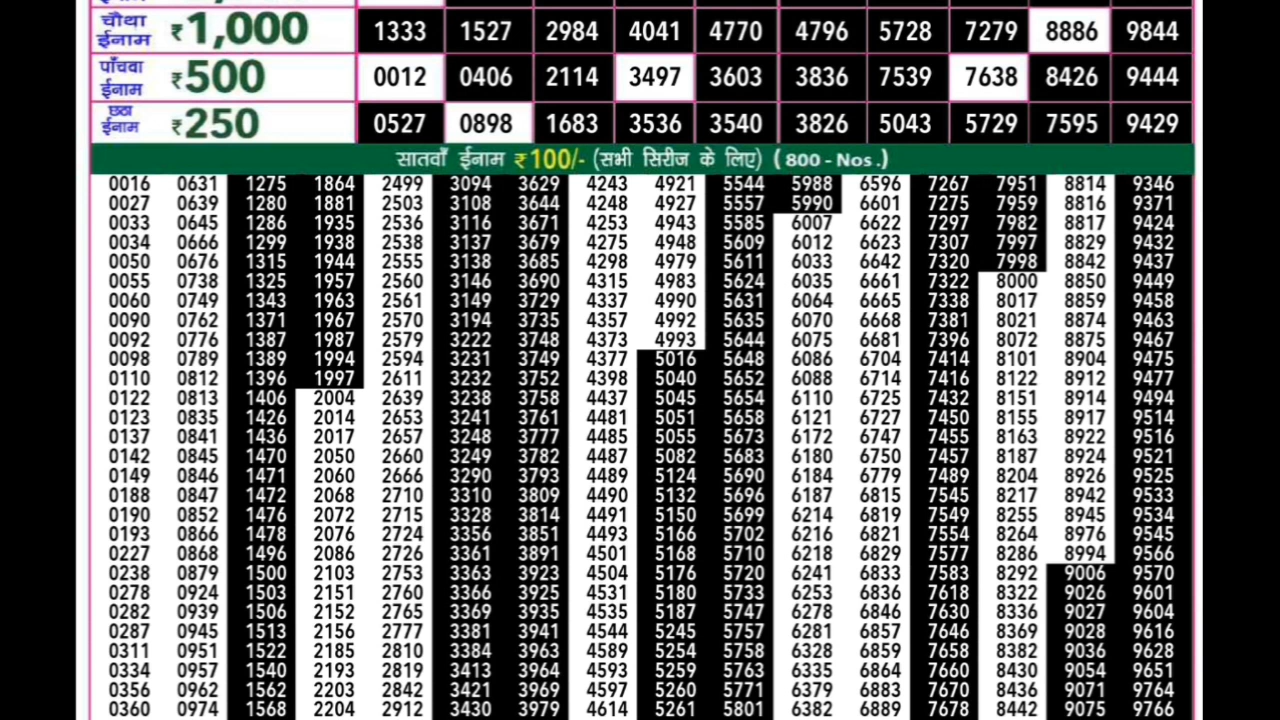 चौथा ईनाम ₹1,000 1333 1527 2984 4041 4770 4796 5728 7279 8886 9844
पाँचवा ईनाम ₹500 0012 0406 2114 3497 3603 3836 7539 7638 8426 9444
छठा ईनाम ₹250 0527 0898 1683 3536 3540 3826 5043 5729 7595 9429
सातवाँ ईनाम ₹100/- (सभी सिरीज के लिए) ( 800 - Nos .)
0016 0631 1275 1864 2499 3094 3629 4243 4921 5544 5988 6596 7267 7951 8814 9346
0027 0639 1280 1881 2503 3108 3644 4248 4927 5557 5990 6601 7275 7959 8816 9371
0033 0645 1286 1935 2536 3116 3671 4253 4943 5585 6007 6622 7297 7982 8817 9424
0034 0666 1299 1938 2538 3137 3679 4275 4948 5609 6012 6623 7307 7997 8829 9432
0050 0676 1315 1944 2555 3138 3685 4298 4979 5611 6033 6642 7320 7998 8842 9437
0055 0738 1325 1957 2560 3146 3690 4315 4983 5624 6035 6661 7322 8000 8850 9449
0060 0749 1343 1963 2561 3149 3729 4337 4990 5631 6064 6665 7338 8017 8859 9458
0090 0762 1371 1967 2570 3194 3735 4357 4992 5635 6070 6668 7381 8021 8874 9463
0092 0776 1387 1987 2579 3222 3748 4373 4993 5644 6075 6681 7396 8072 8875 9467
0098 0789 1389 1994 2594 3231 3749 4377 5016 5648 6086 6704 7414 8101 8904 9475
0110 0812 1396 1997 2611 3232 3752 4398 5040 5652 6088 6714 7416 8122 8912 9477
0122 0813 1406 2004 2639 3238 3758 4437 5045 5654 6110 6725 7432 8151 8914 9494
0123 0835 1426 2014 2653 3241 3761 4481 5051 5658 6121 6727 7450 8155 8917 9514
0137 0841 1436 2017 2657 3248 3777 4485 5055 5673 6172 6747 7455 8163 8922 9516
0142 0845 1470 2050 2660 3249 3782 4487 5082 5683 6180 6750 7457 8187 8924 9521
0149 0846 1471 2060 2666 3290 3793 4489 5124 5690 6184 6779 7489 8204 8926 9525
0188 0847 1472 2068 2710 3310 3809 4490 5132 5696 6187 6815 7545 8217 8942 9533
0190 0852 1476 2072 2715 3328 3814 4491 5150 5699 6214 6819 7549 8255 8945 9534
0193 0866 1478 2076 2724 3356 3851 4493 5166 5702 6216 6821 7554 8264 8976 9545
0227 0868 1496 2086 2726 3361 3891 4501 5168 5710 6218 6829 7577 8286 8994 9566
0238 0879 1500 2103 2753 3363 3923 4504 5176 5720 6241 6833 7583 8292 9006 9570
0278 0924 1503 2151 2760 3366 3925 4531 5180 5733 6253 6836 7618 8322 9026 9601
0282 0939 1506 2152 2765 3369 3935 4535 5187 5747 6278 6846 7630 8336 9027 9604
0287 0945 1513 2156 2777 3381 3941 4544 5245 5757 6281 6857 7646 8369 9028 9616
0311 0951 1522 2185 2810 3384 3963 4589 5254 5758 6328 6859 7658 8382 9036 9628
0334 0957 1540 2193 2819 3413 3964 4593 5259 5763 6335 6864 7660 8430 9054 9651
0356 0962 1562 2203 2842 3421 3969 4597 5260 5771 6379 6883 7670 8436 9071 9764
0360 0974 1568 2204 2912 3430 3979 4614 5261 5801 6382 6889 7678 8442 9075 9766